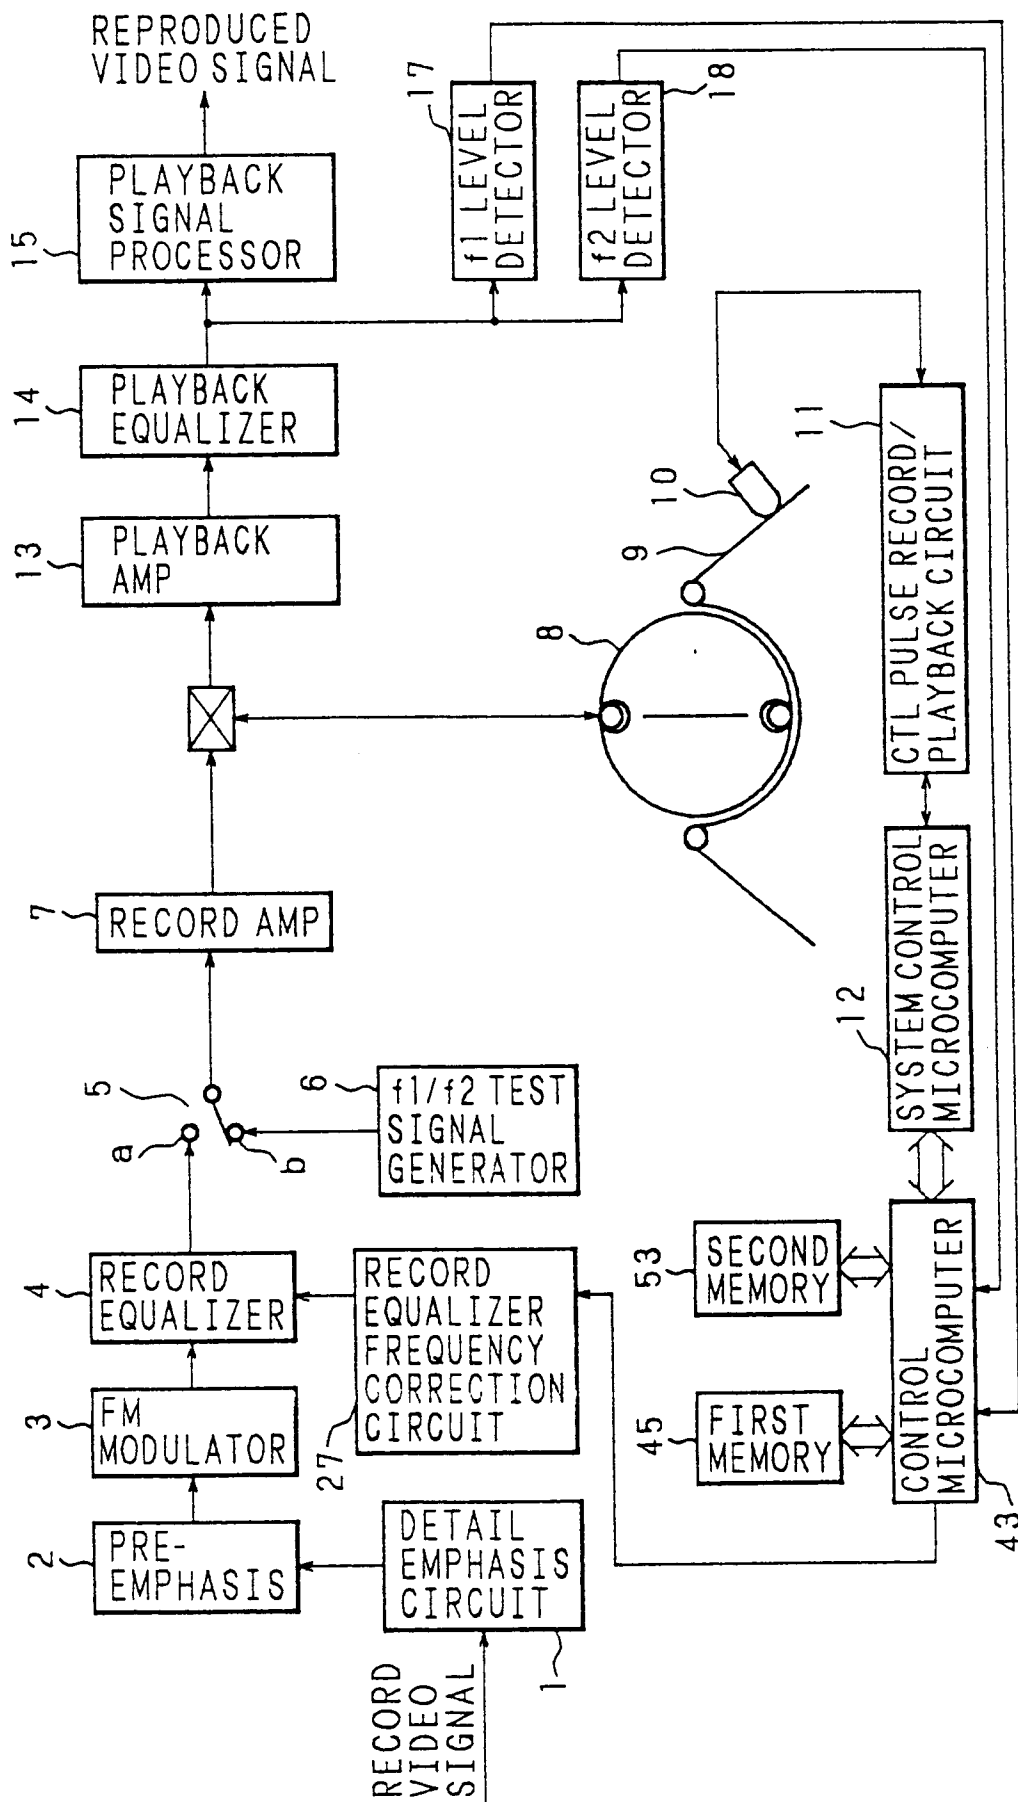 RECORD
VIDEO
SIGNAL
1
DETAIL
EMPHASIS
CIRCUIT
2
PRE-
EMPHASIS
3
FM
MODULATOR
4
RECORD
EQUALIZER
27
RECORD
EQUALIZER
FREQUENCY
CORRECTION
CIRCUIT
a
5
b
6
f1/f2 TEST
SIGNAL
GENERATOR
7
RECORD AMP
13
PLAYBACK
AMP
14
PLAYBACK
EQUALIZER
15
PLAYBACK
SIGNAL
PROCESSOR
REPRODUCED
VIDEO SIGNAL
17
f1 LEVEL
DETECTOR
f2 LEVEL
DETECTOR
18
8
9
10
11
CTL PULSE RECORD/
PLAYBACK CIRCUIT
12
SYSTEM CONTROL
MICROCOMPUTER
45
FIRST
MEMORY
53
SECOND
MEMORY
CONTROL
MICROCOMPUTER
43